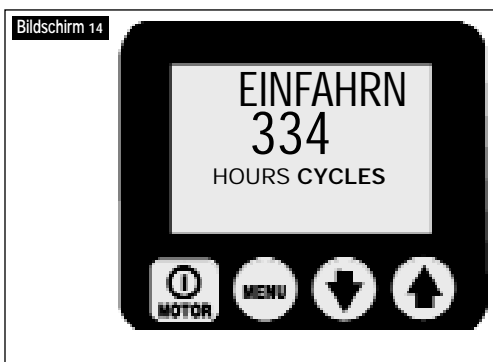 Bildschirm 14
EINFAHRN
334
HOURS CYCLES
MOTOR
MENU